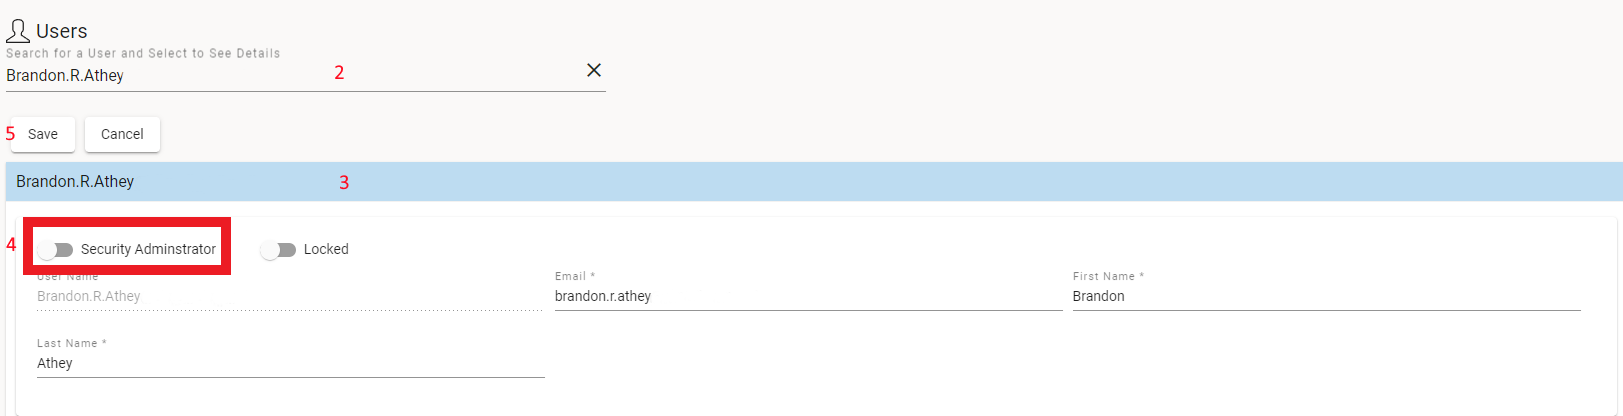 Users
Search for a User and Select to See Details
Brandon.R.Athey 2
5 Save Cancel
Brandon.R.Athey 3
4 Security Adminstrator Locked
User Name Email * First Name *
Brandon.R.Athey brandon.r.athey Brandon
Last Name *
Athey